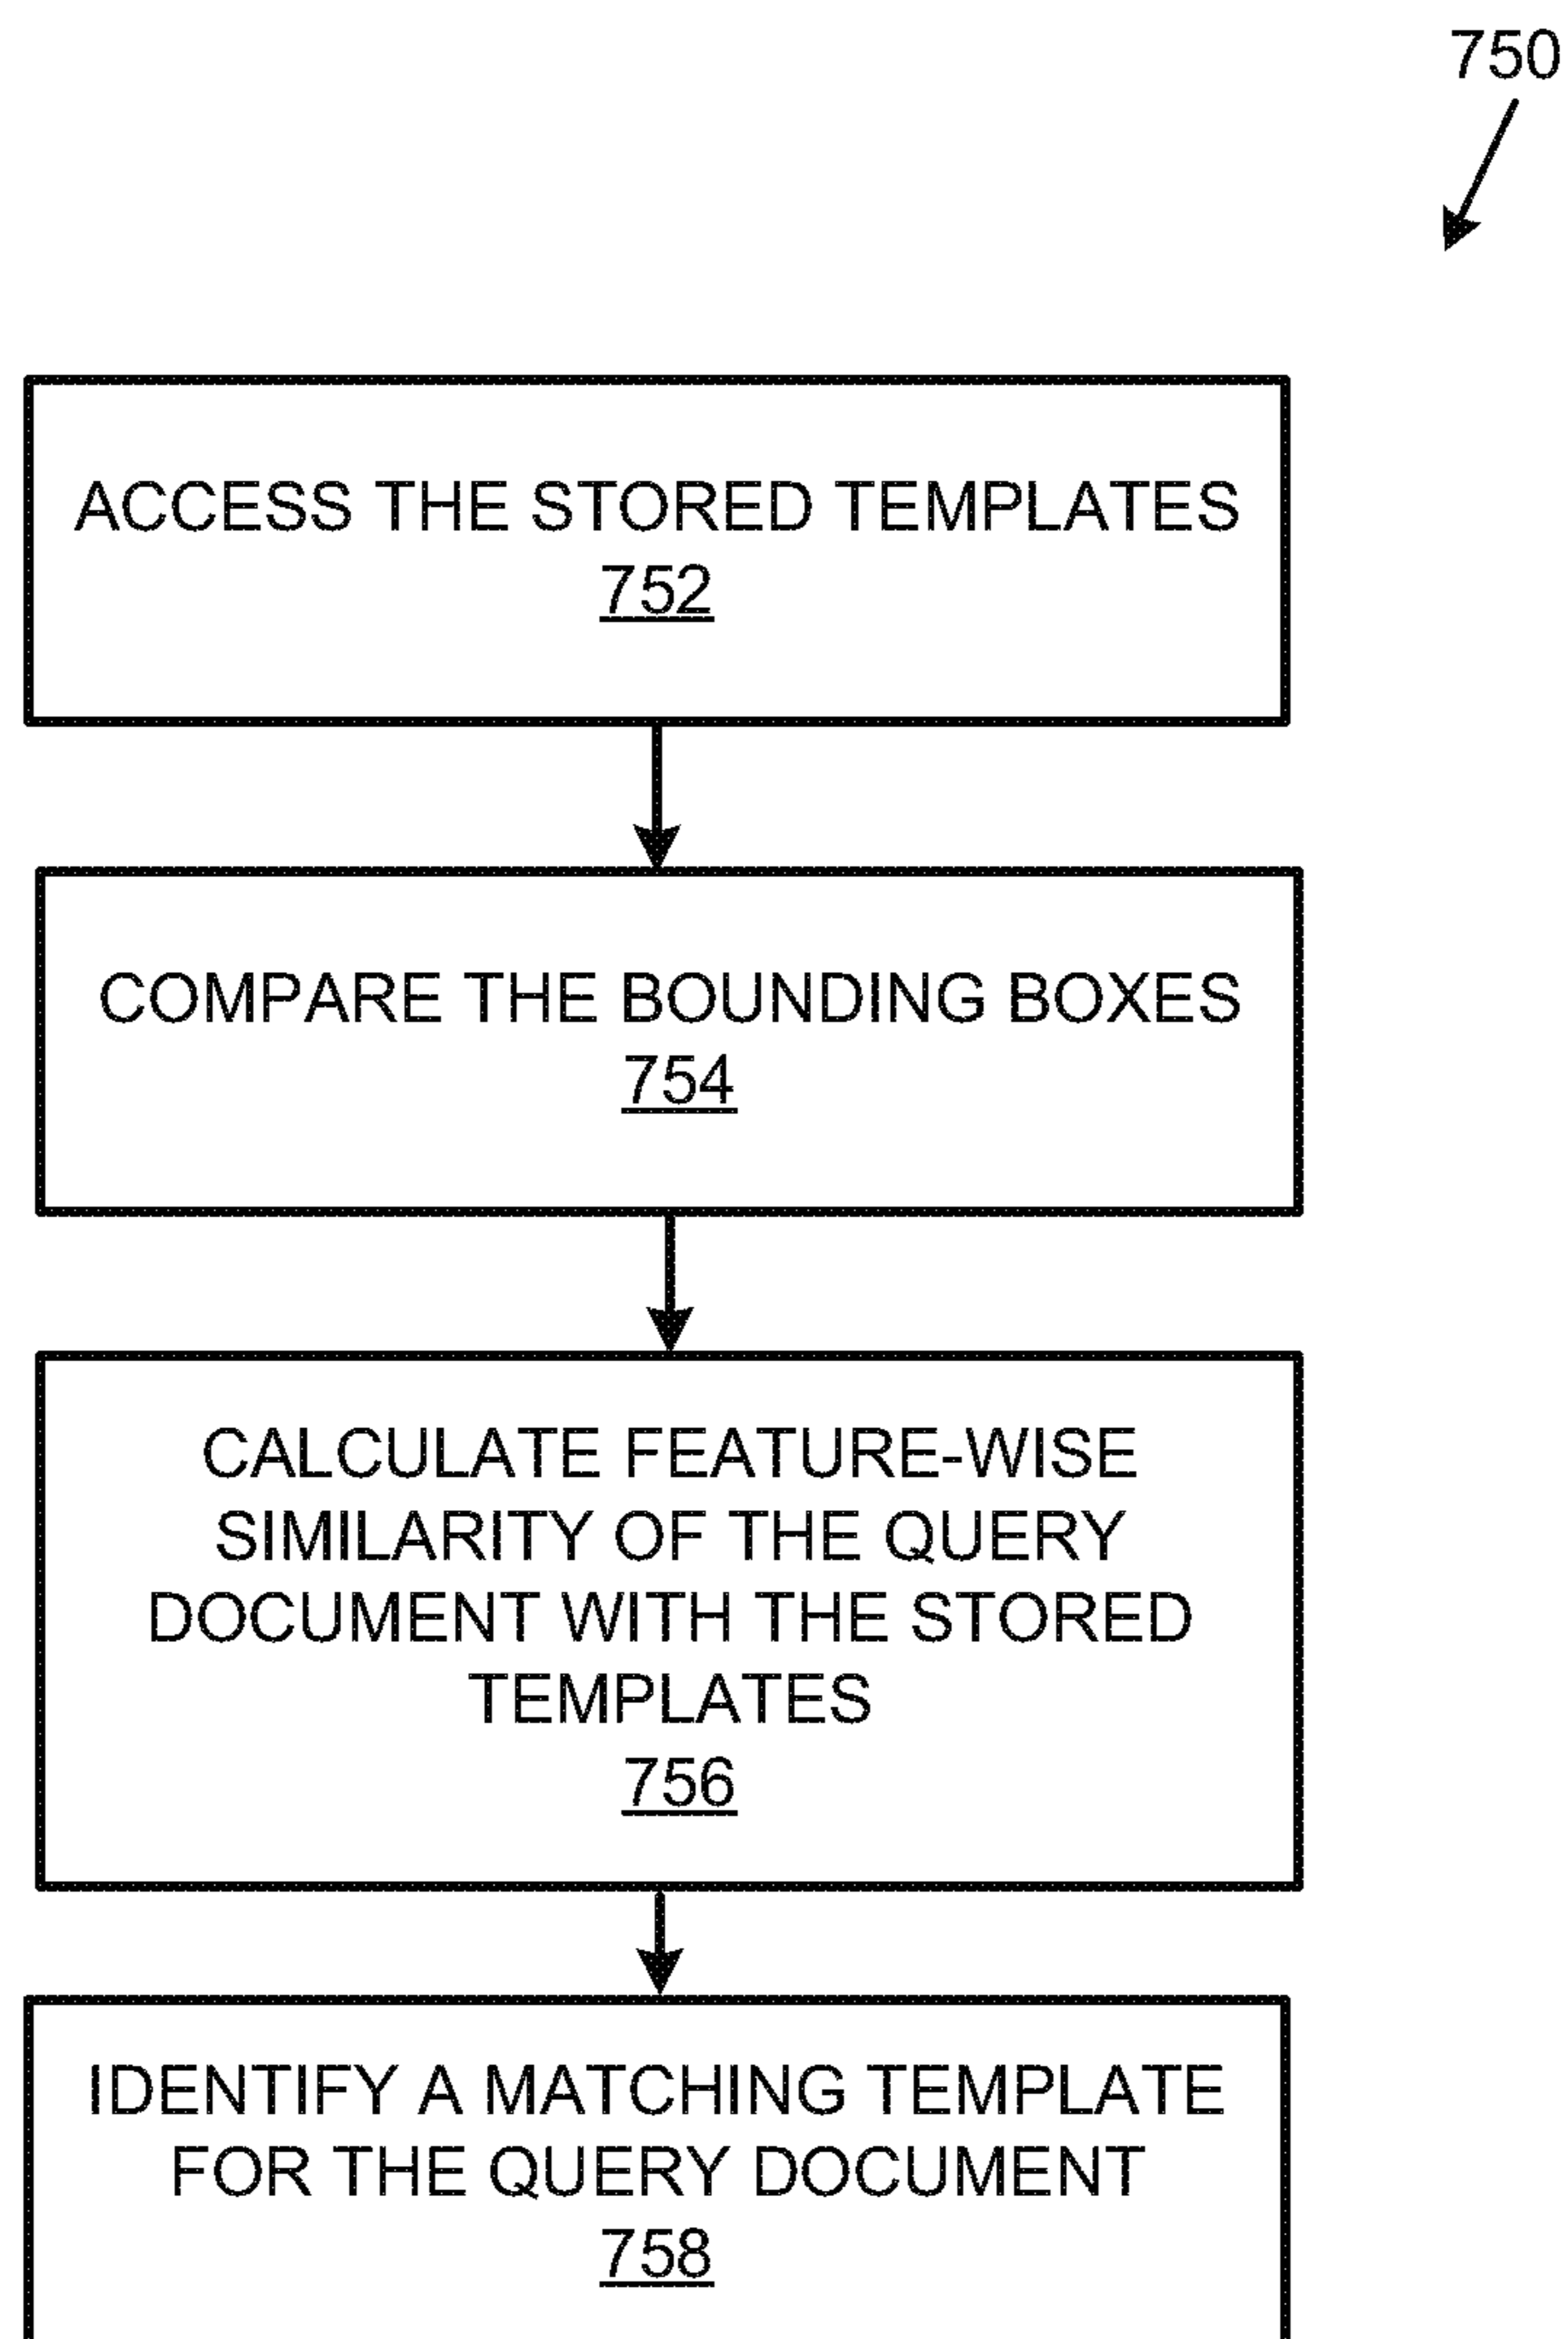 750
ACCESS THE STORED TEMPLATES
752
COMPARE THE BOUNDING BOXES
754
CALCULATE FEATURE-WISE
SIMILARITY OF THE QUERY
DOCUMENT WITH THE STORED
TEMPLATES
756
IDENTIFY A MATCHING TEMPLATE
FOR THE QUERY DOCUMENT
758